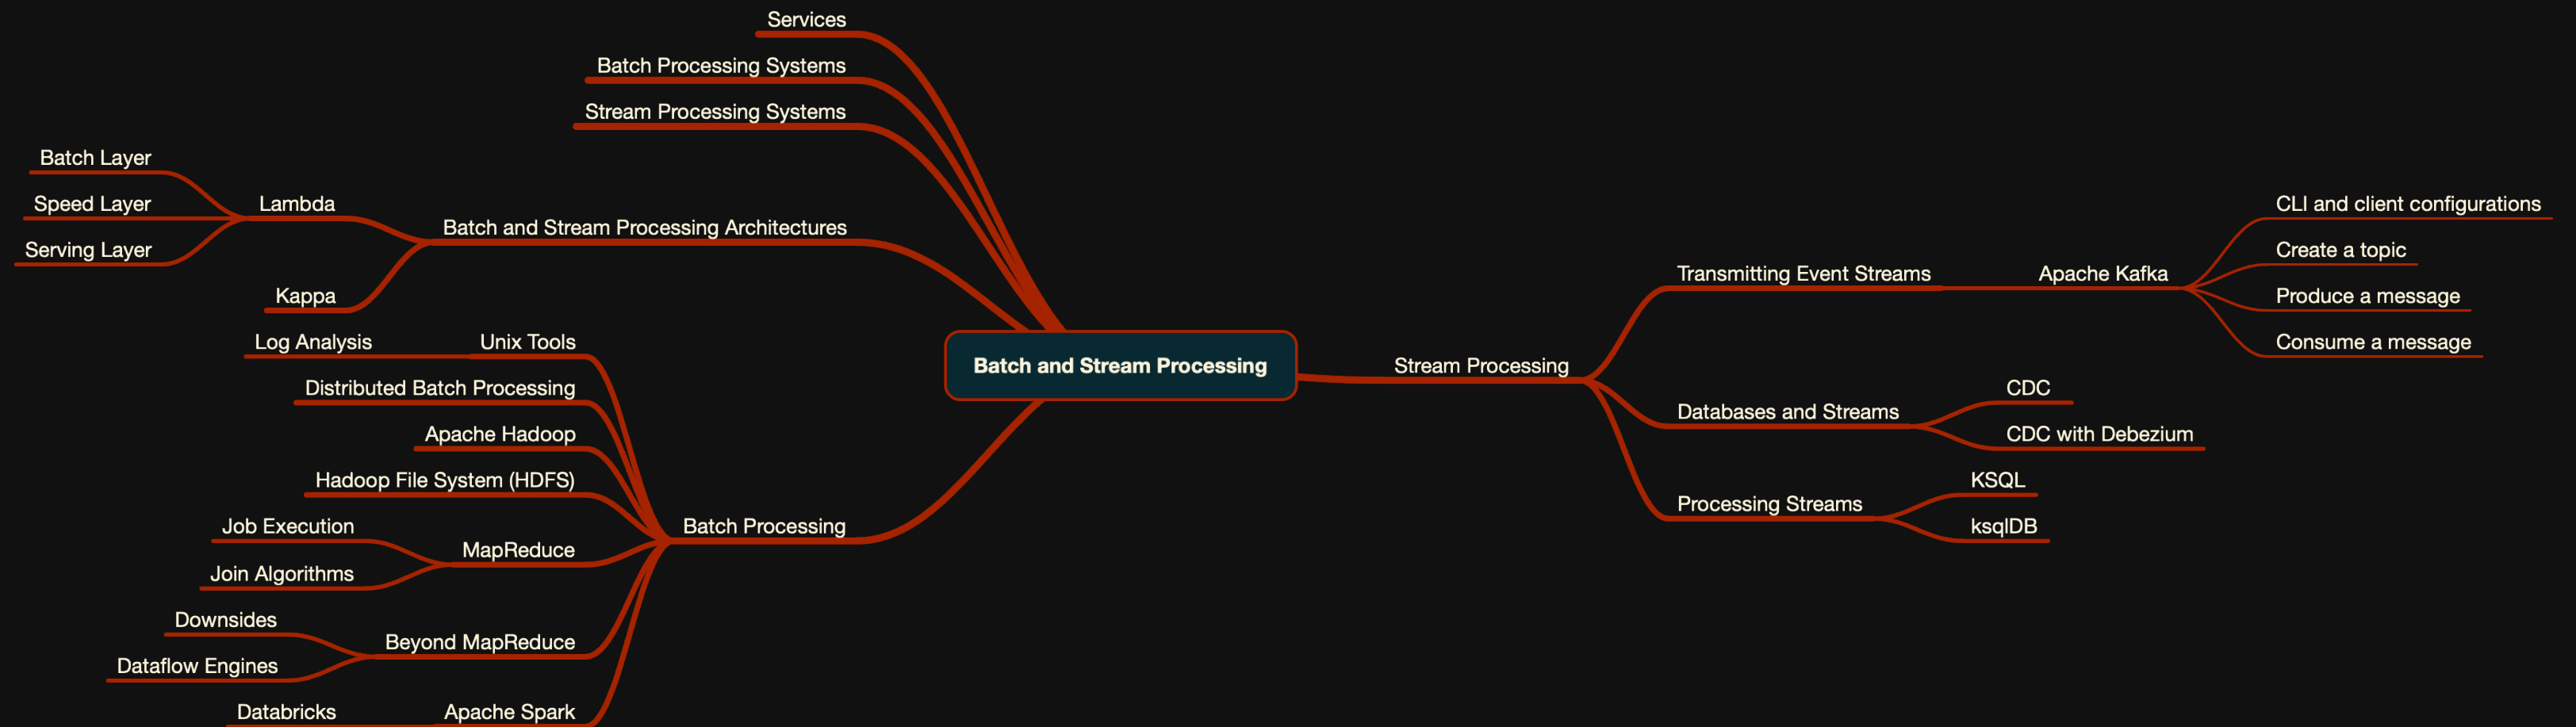 Services
Batch Processing Systems
Stream Processing Systems
Batch Layer
Speed Layer
Serving Layer
Lambda
Kappa
Batch and Stream Processing Architectures
Log Analysis
Unix Tools
Distributed Batch Processing
Apache Hadoop
Hadoop File System (HDFS)
Job Execution
Join Algorithms
MapReduce
Downsides
Dataflow Engines
Beyond MapReduce
Databricks
Apache Spark
Batch Processing
Batch and Stream Processing
Stream Processing
Transmitting Event Streams
Apache Kafka
CLI and client configurations
Create a topic
Produce a message
Consume a message
Databases and Streams
CDC
CDC with Debezium
Processing Streams
KSQL
ksqlDB